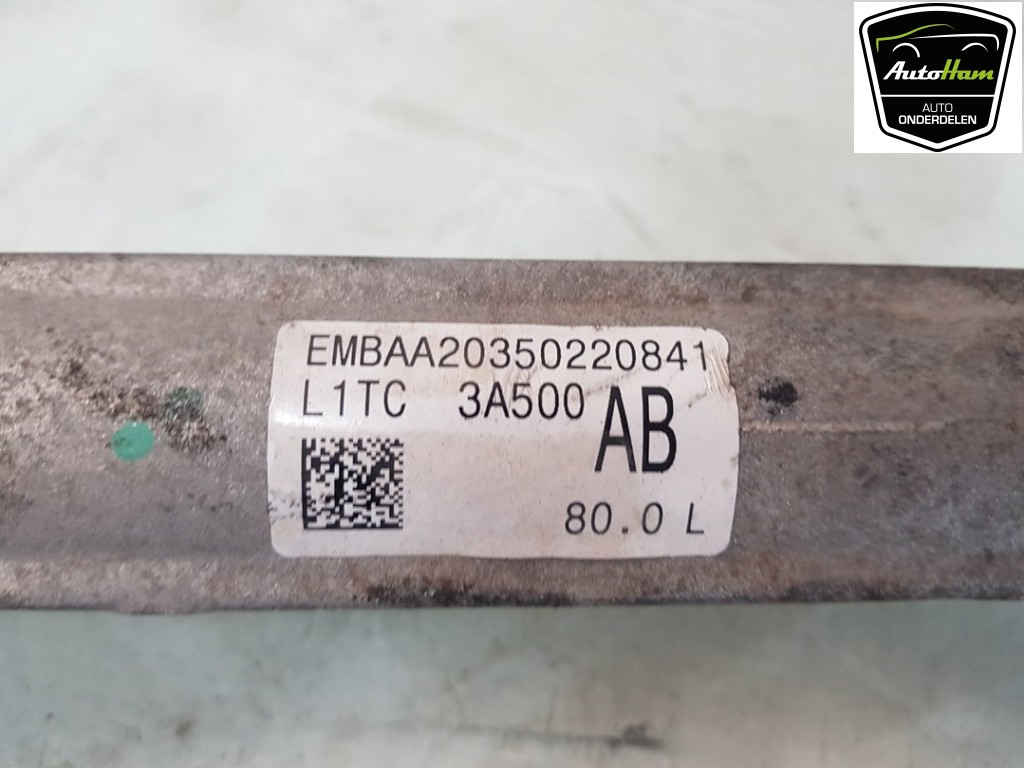 AutoHam
AUTO
ONDERDELEN
EMBAA20350220841
L1TC 3A500 AB
80.0 L